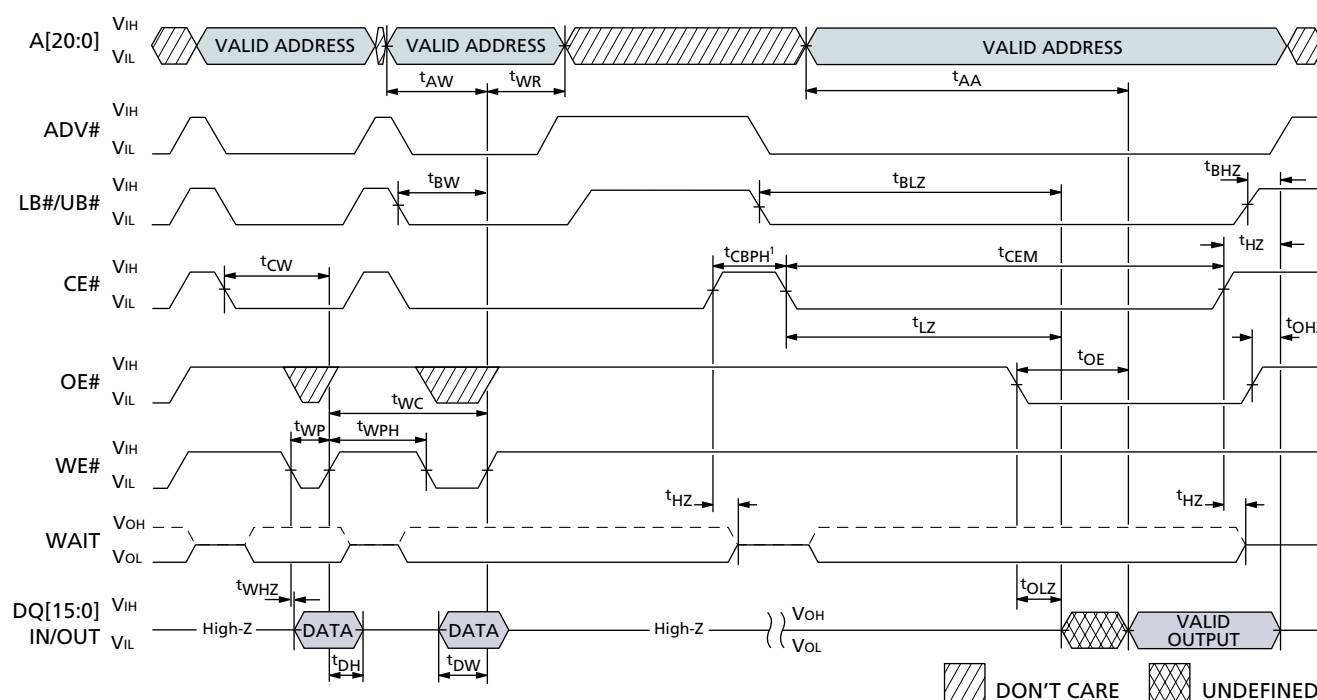 A[20:0]
VIH
VIL
VALID ADDRESS
VALID ADDRESS
VALID ADDRESS
tAW
tWR
tAA
ADV#
VIH
VIL
LB#/UB#
VIH
VIL
tBW
tBLZ
tBHZ
CE#
VIH
VIL
tCW
tCBPH¹
tCEM
tHZ
tLZ
OE#
VIH
VIL
tOE
tOHZ
tWC
WE#
VIH
VIL
tWP
tWPH
WAIT
VOH
VOL
tHZ
tHZ
DQ[15:0]
IN/OUT
VIH
VIL
tWHZ
High-Z
DATA
DATA
High-Z
VOH
VOL
tOLZ
VALID
OUTPUT
tDH
tDW
DON'T CARE
UNDEFINED